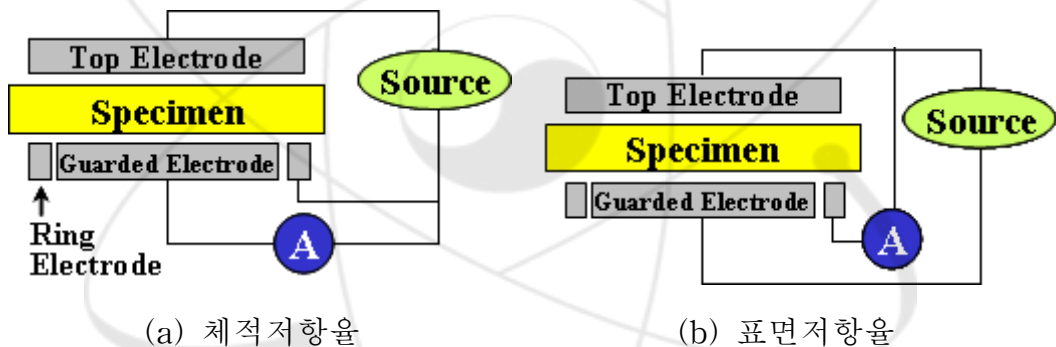 Top Electrode
Source
Specimen
Guarded Electrode
Ring
Electrode
A
(a) 체적저항율
Top Electrode
Source
Specimen
Guarded Electrode
A
(b) 표면저항율